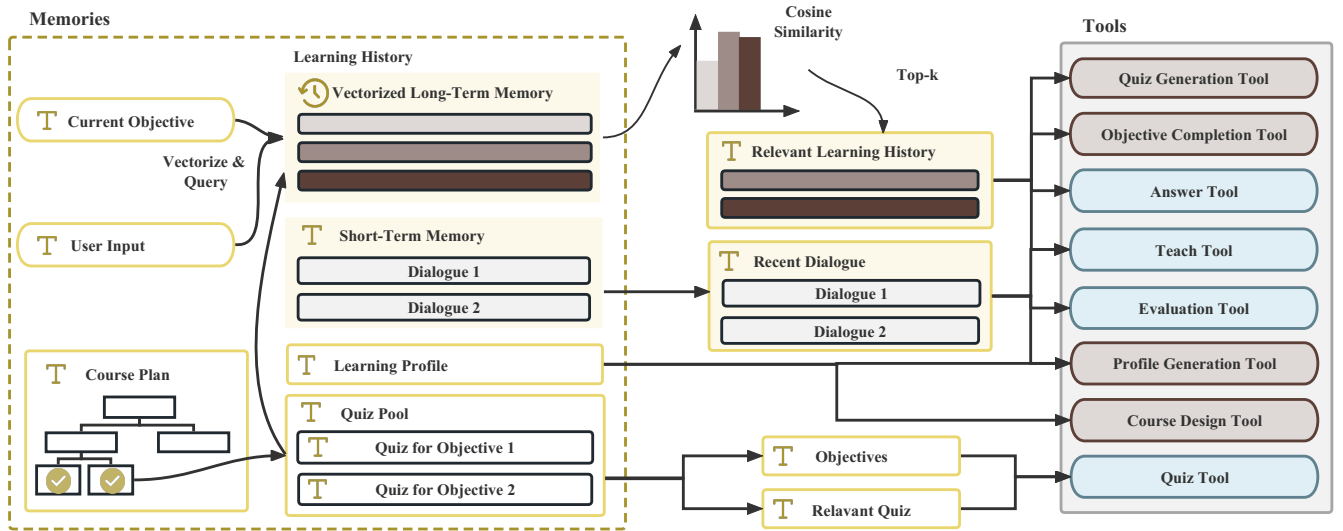 Memories
Learning History
Vectorized Long-Term Memory
Current Objective
Vectorize &
Query
User Input
Short-Term Memory
Dialogue 1
Dialogue 2
Learning Profile
Course Plan
Quiz Pool
Quiz for Objective 1
Quiz for Objective 2
Cosine
Similarity
Top-k
Relevant Learning History
Recent Dialogue
Dialogue 1
Dialogue 2
Objectives
Relavant Quiz
Tools
Quiz Generation Tool
Objective Completion Tool
Answer Tool
Teach Tool
Evaluation Tool
Profile Generation Tool
Course Design Tool
Quiz Tool